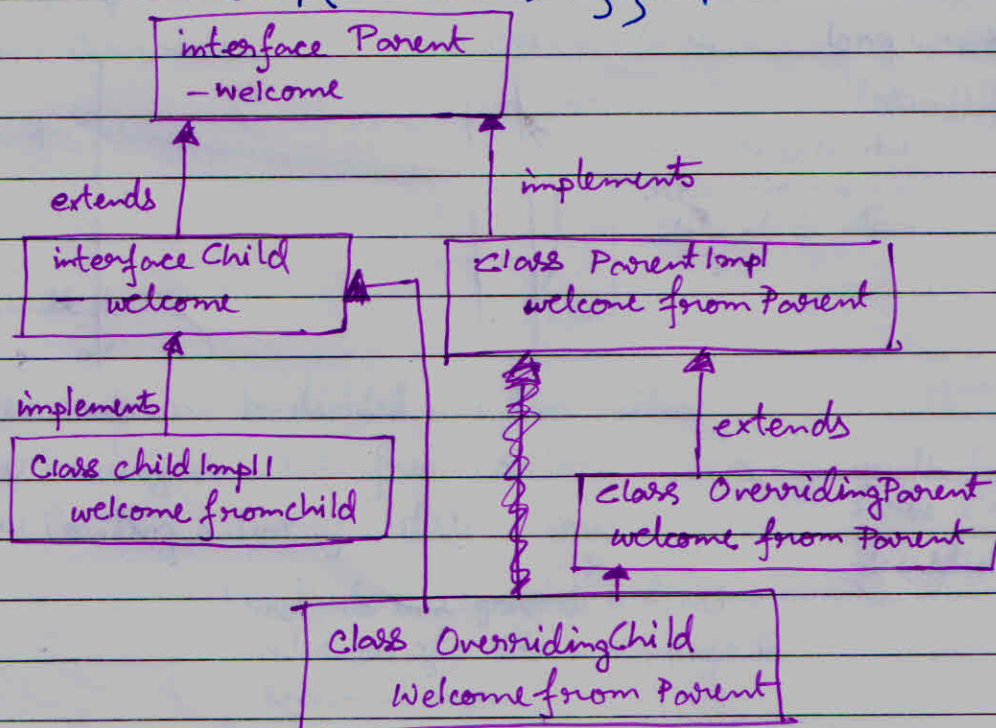 interface Parent
- welcome
extends
implements
interface Child
welcome
class ParentImpl
welcome from Parent
implements
extends
Class childImpl1
welcome fromchild
class OverridingParent
welcome from Parent
class OverridingChild
Welcome from Parent